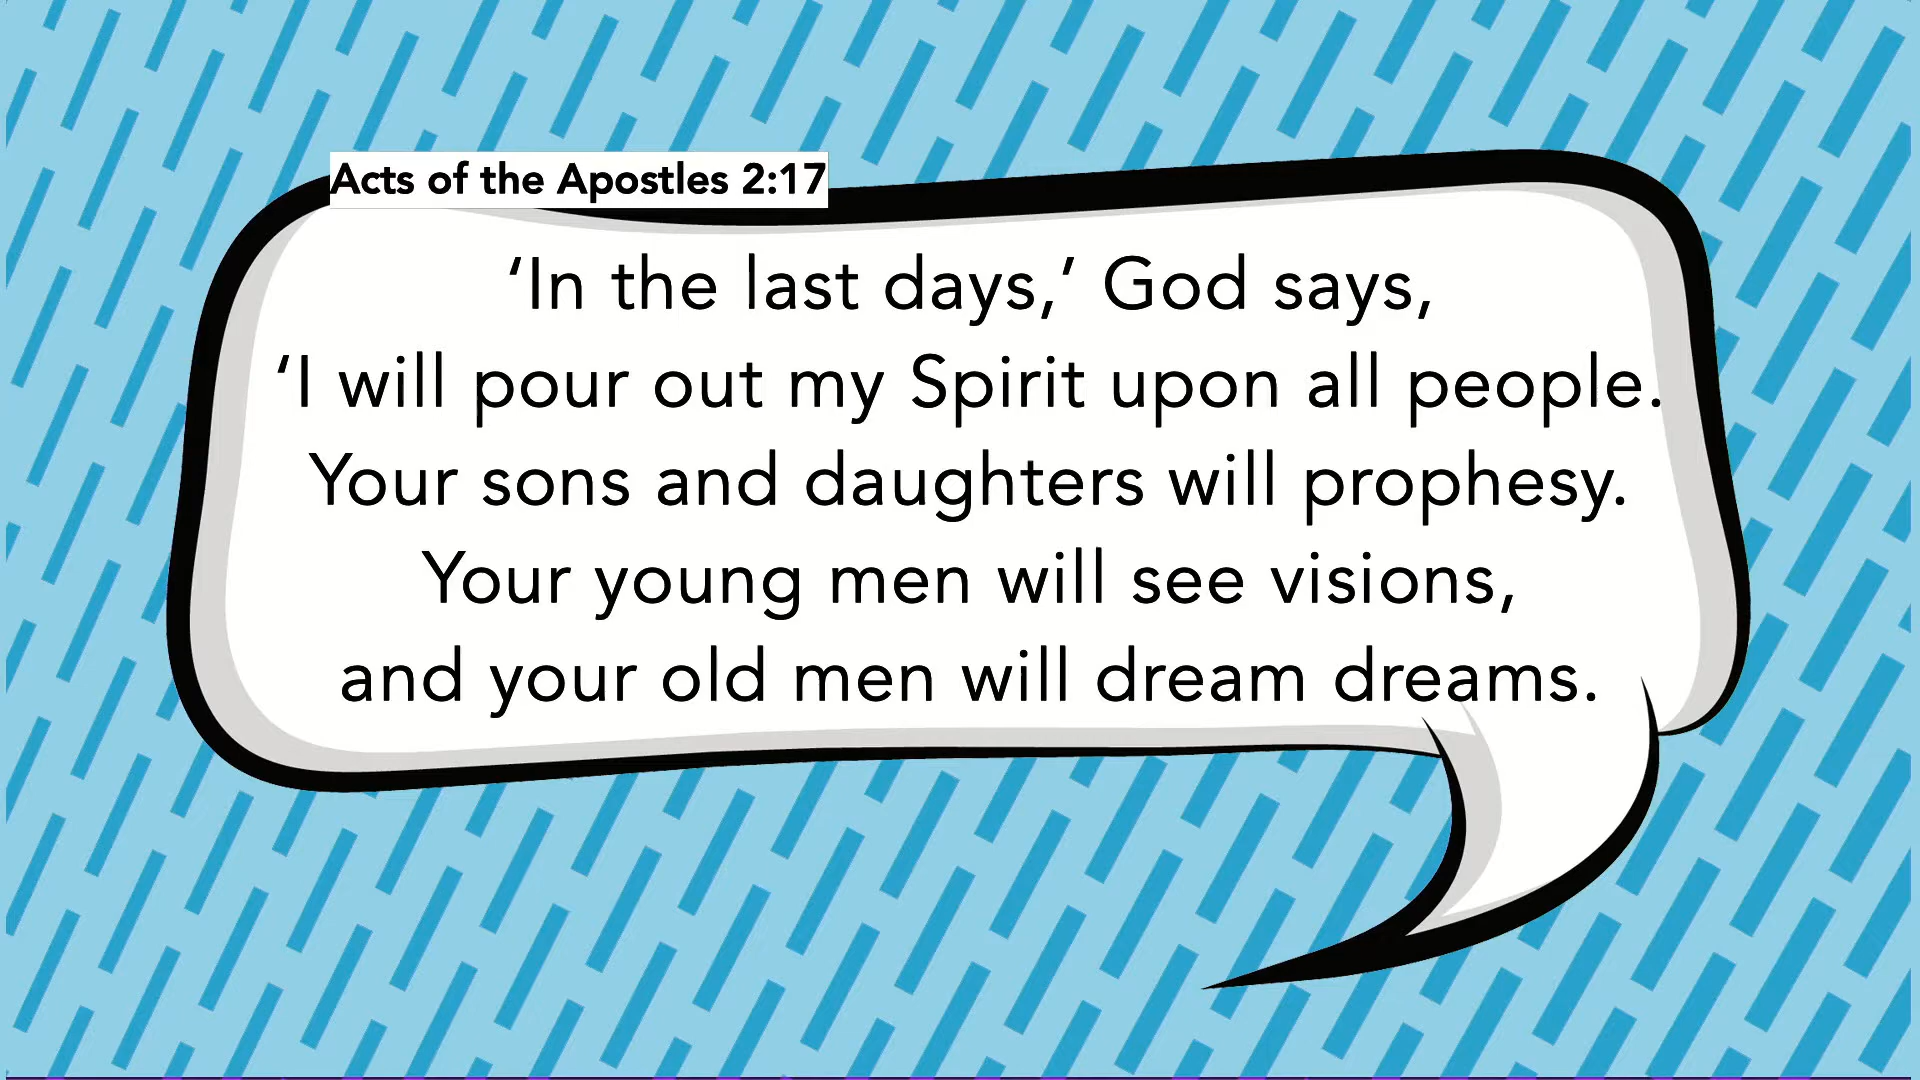 Acts of the Apostles 2:17
‘In the last days,’ God says,
‘I will pour out my Spirit upon all people.
Your sons and daughters will prophesy.
Your young men will see visions,
and your old men will dream dreams.